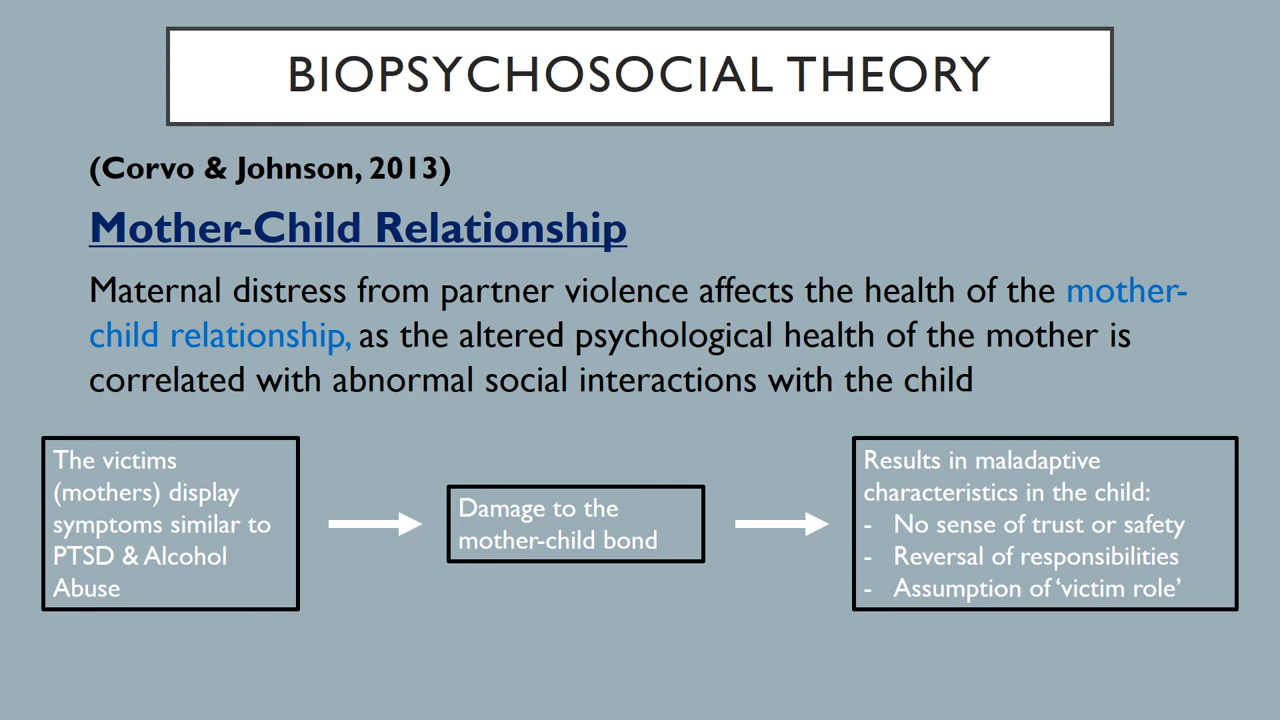 BIOPSYCHOSOCIAL THEORY
(Corvo & Johnson, 2013)
Mother-Child Relationship
Maternal distress from partner violence affects the health of the mother-
child relationship, as the altered psychological health of the mother is
correlated with abnormal social interactions with the child
The victims
(mothers) display
symptoms similar to
PTSD & Alcohol
Abuse
Damage to the
mother-child bond
Results in maladaptive
characteristics in the child:
- No sense of trust or safety
- Reversal of responsibilities
- Assumption of ‘victim role’